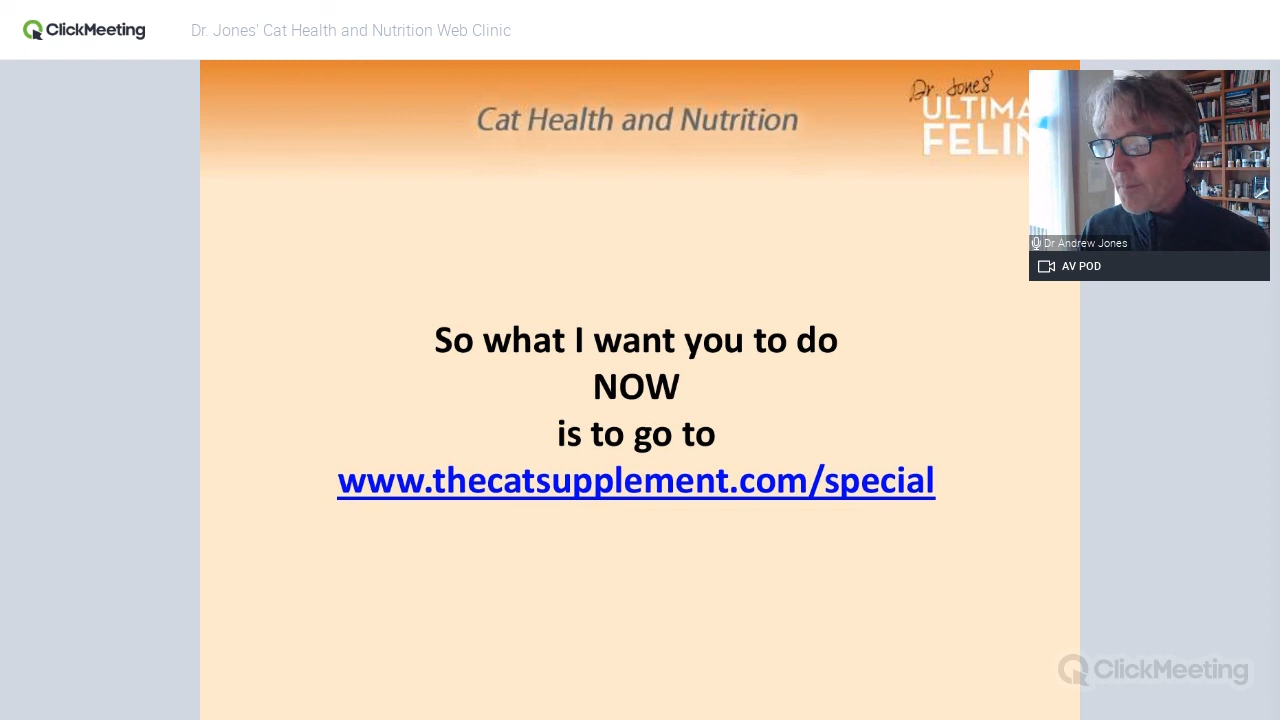 ClickMeeting
Dr. Jones' Cat Health and Nutrition Web Clinic
Cat Health and Nutrition
Dr. Jones'
ULTIMA
FELIN
Dr Andrew Jones
AV POD
So what I want you to do
NOW
is to go to
www.thecatsupplement.com/special
ClickMeeting